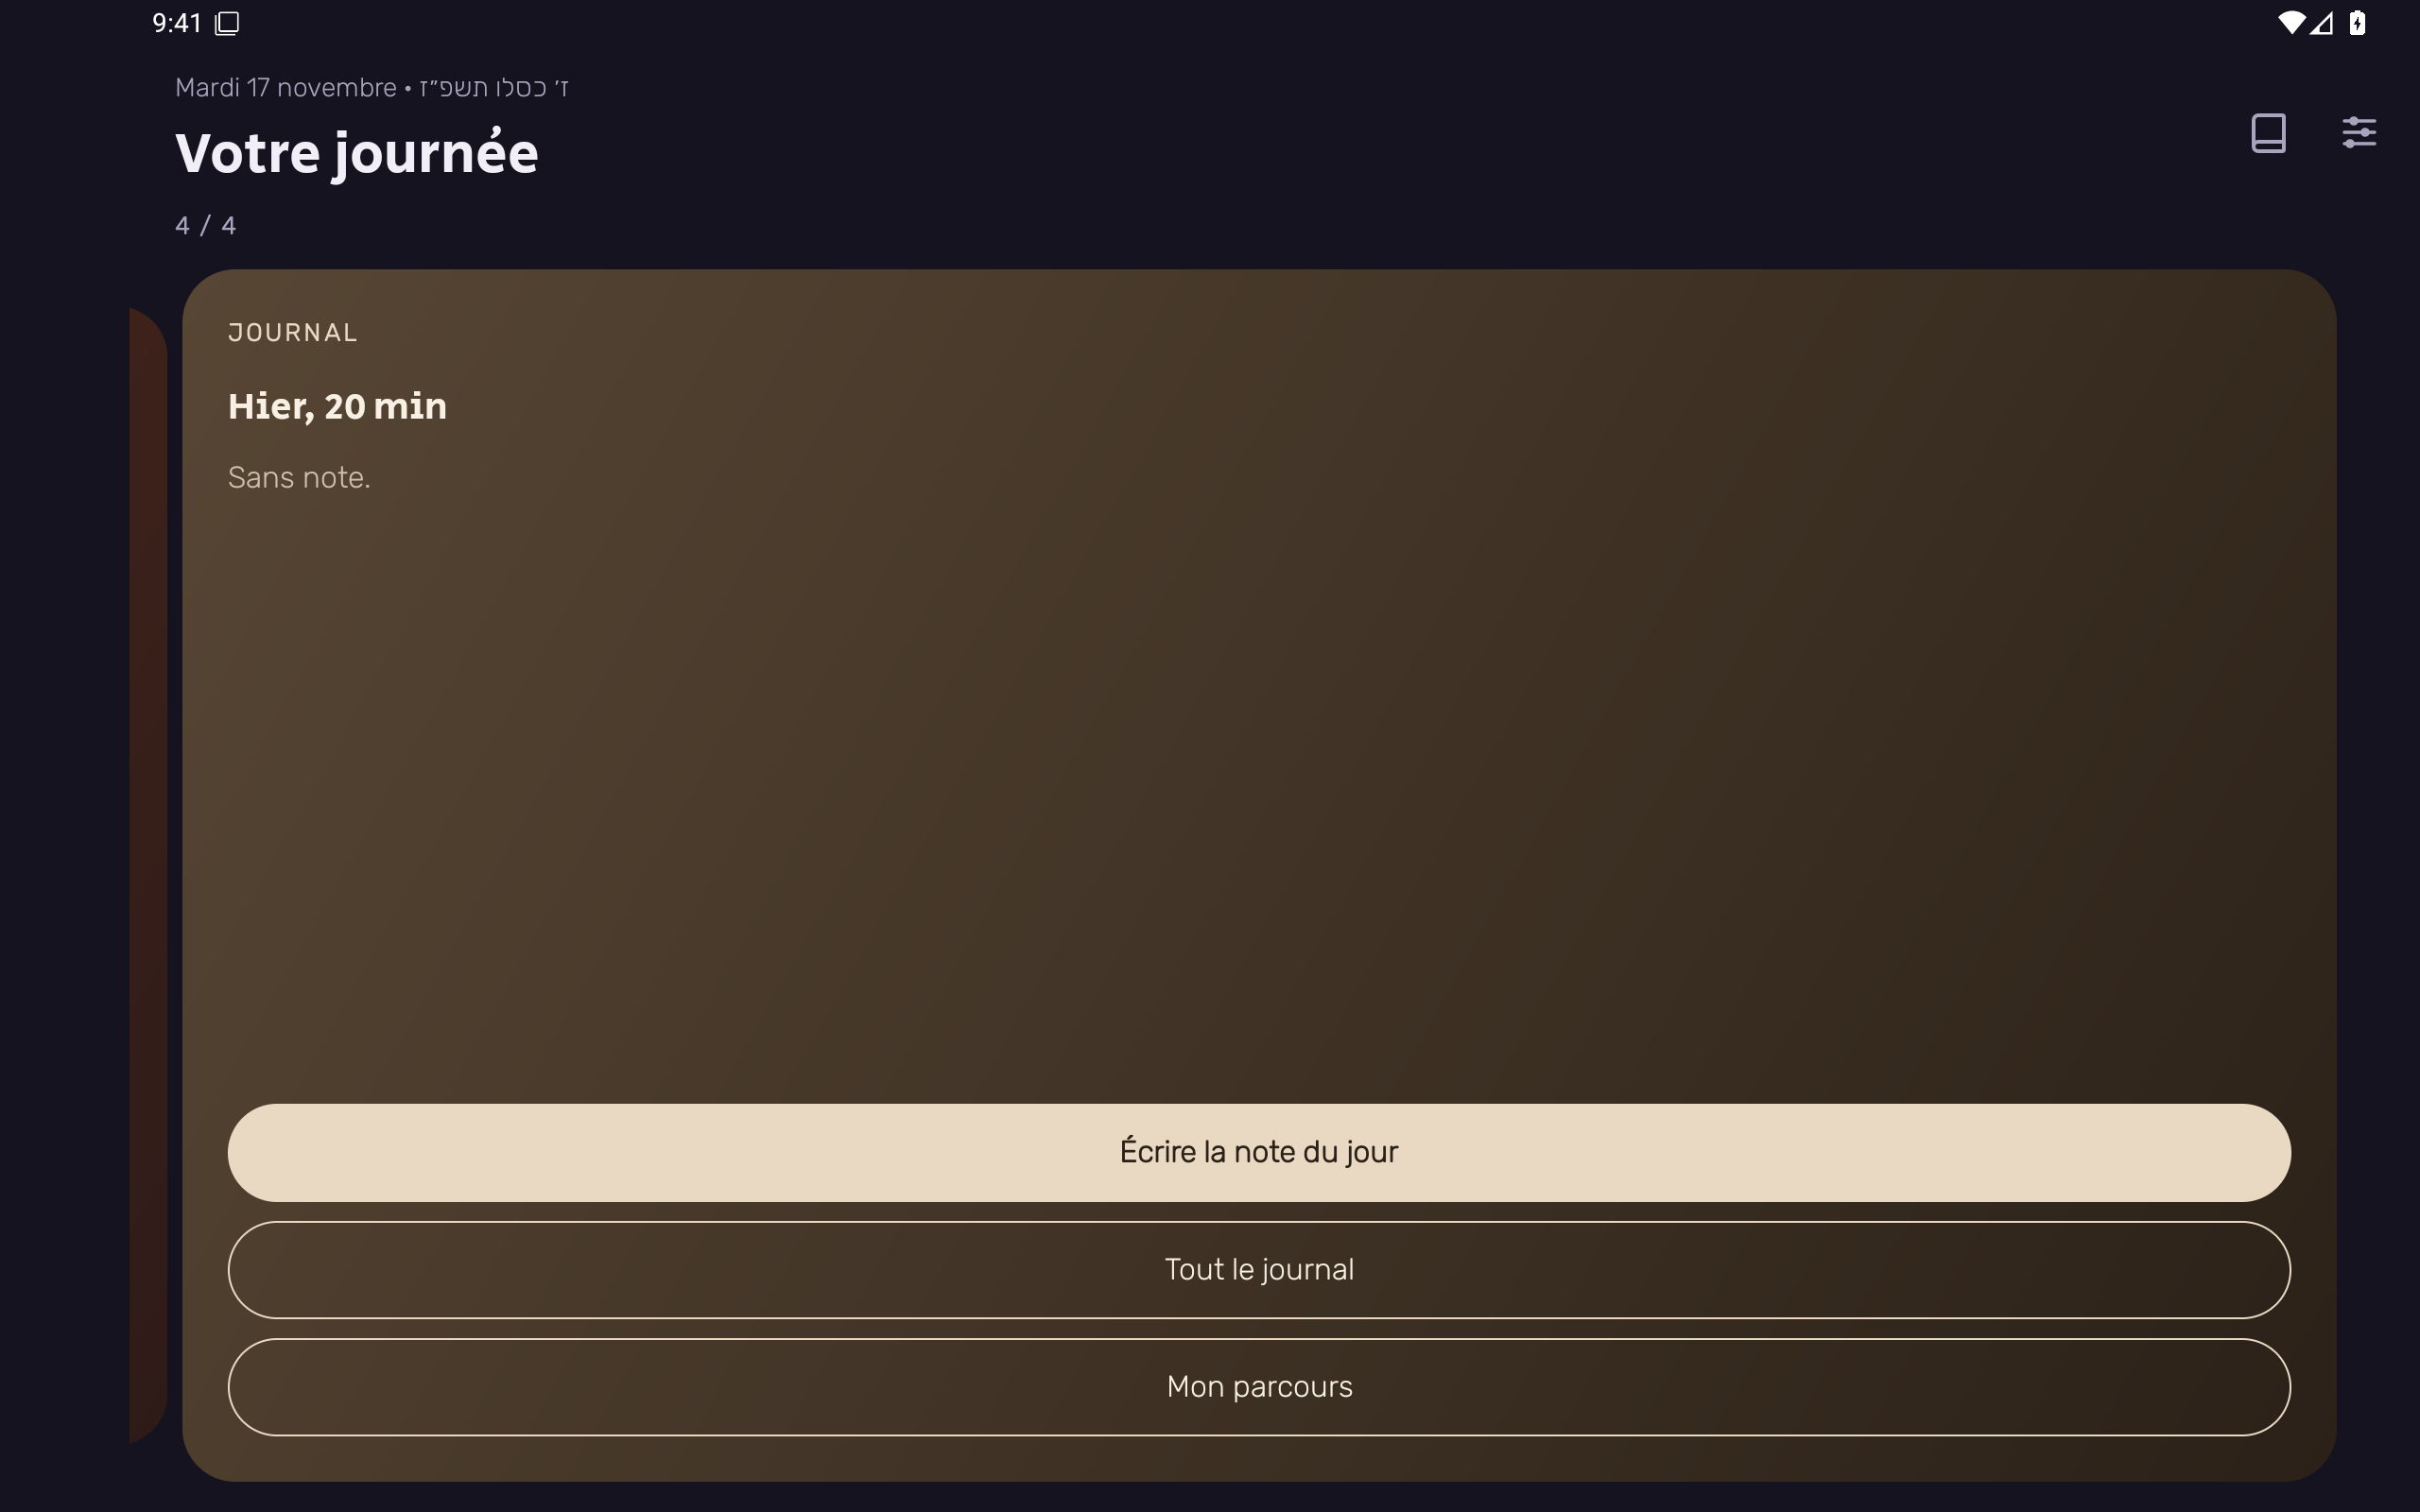 9:41
Mardi 17 novembre • ז׳ כסלו תשפ״ז
Votre journée
4 / 4
JOURNAL
Hier, 20 min
Sans note.
Écrire la note du jour
Tout le journal
Mon parcours